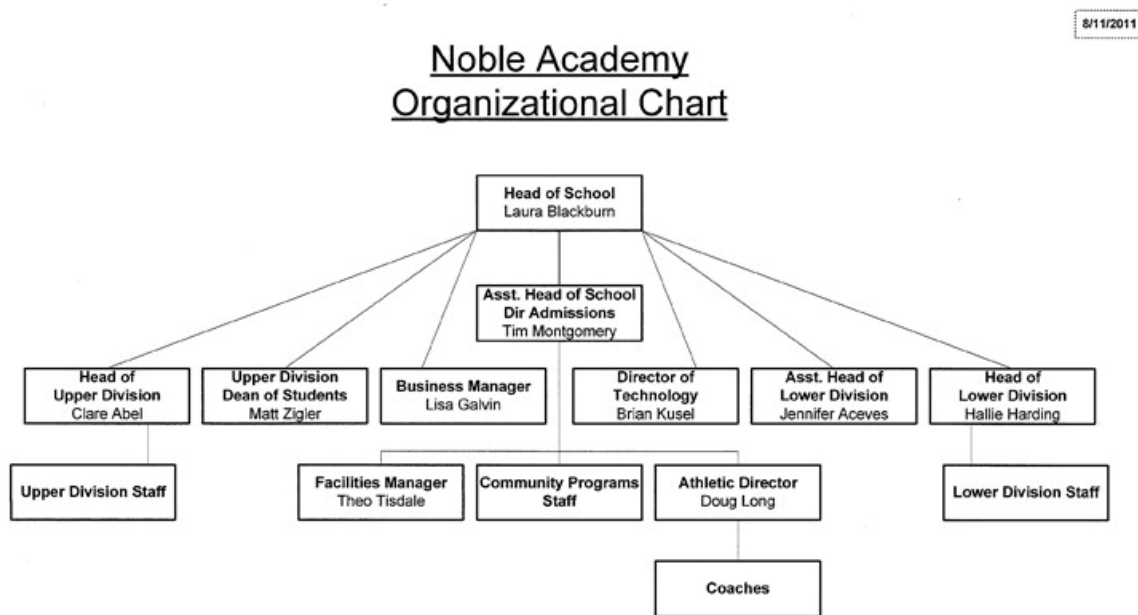 8/11/2011
Noble Academy
Organizational Chart
Head of School
Laura Blackburn
Asst. Head of School
Dir Admissions
Tim Montgomery
Head of
Upper Division
Clare Abel
Upper Division
Dean of Students
Matt Zigler
Business Manager
Lisa Galvin
Director of
Technology
Brian Kusel
Asst. Head of
Lower Division
Jennifer Aceves
Head of
Lower Division
Hallie Harding
Upper Division Staff
Facilities Manager
Theo Tisdale
Community Programs
Staff
Athletic Director
Doug Long
Lower Division Staff
Coaches